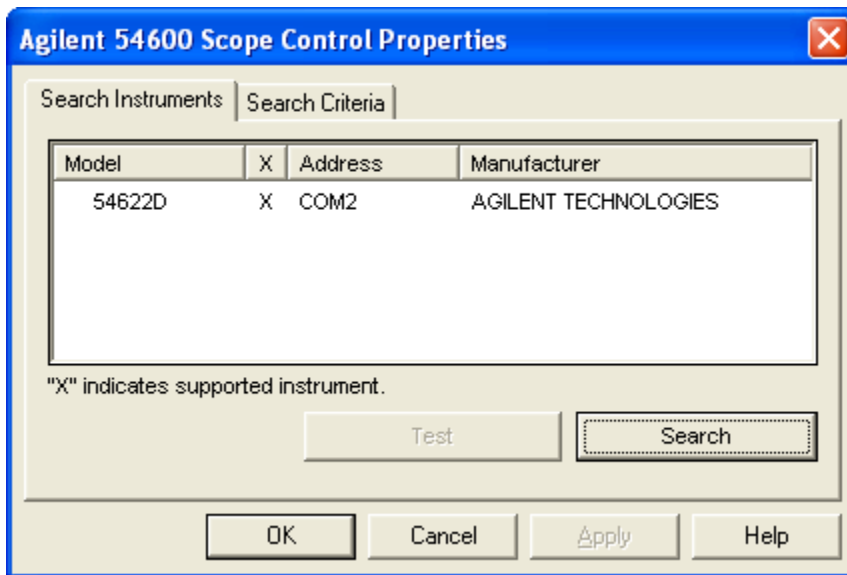 Agilent 54600 Scope Control Properties
Search Instruments Search Criteria
Model X Address Manufacturer
54622D X COM2 AGILENT TECHNOLOGIES
"X" indicates supported instrument.
Test Search
OK Cancel Apply Help